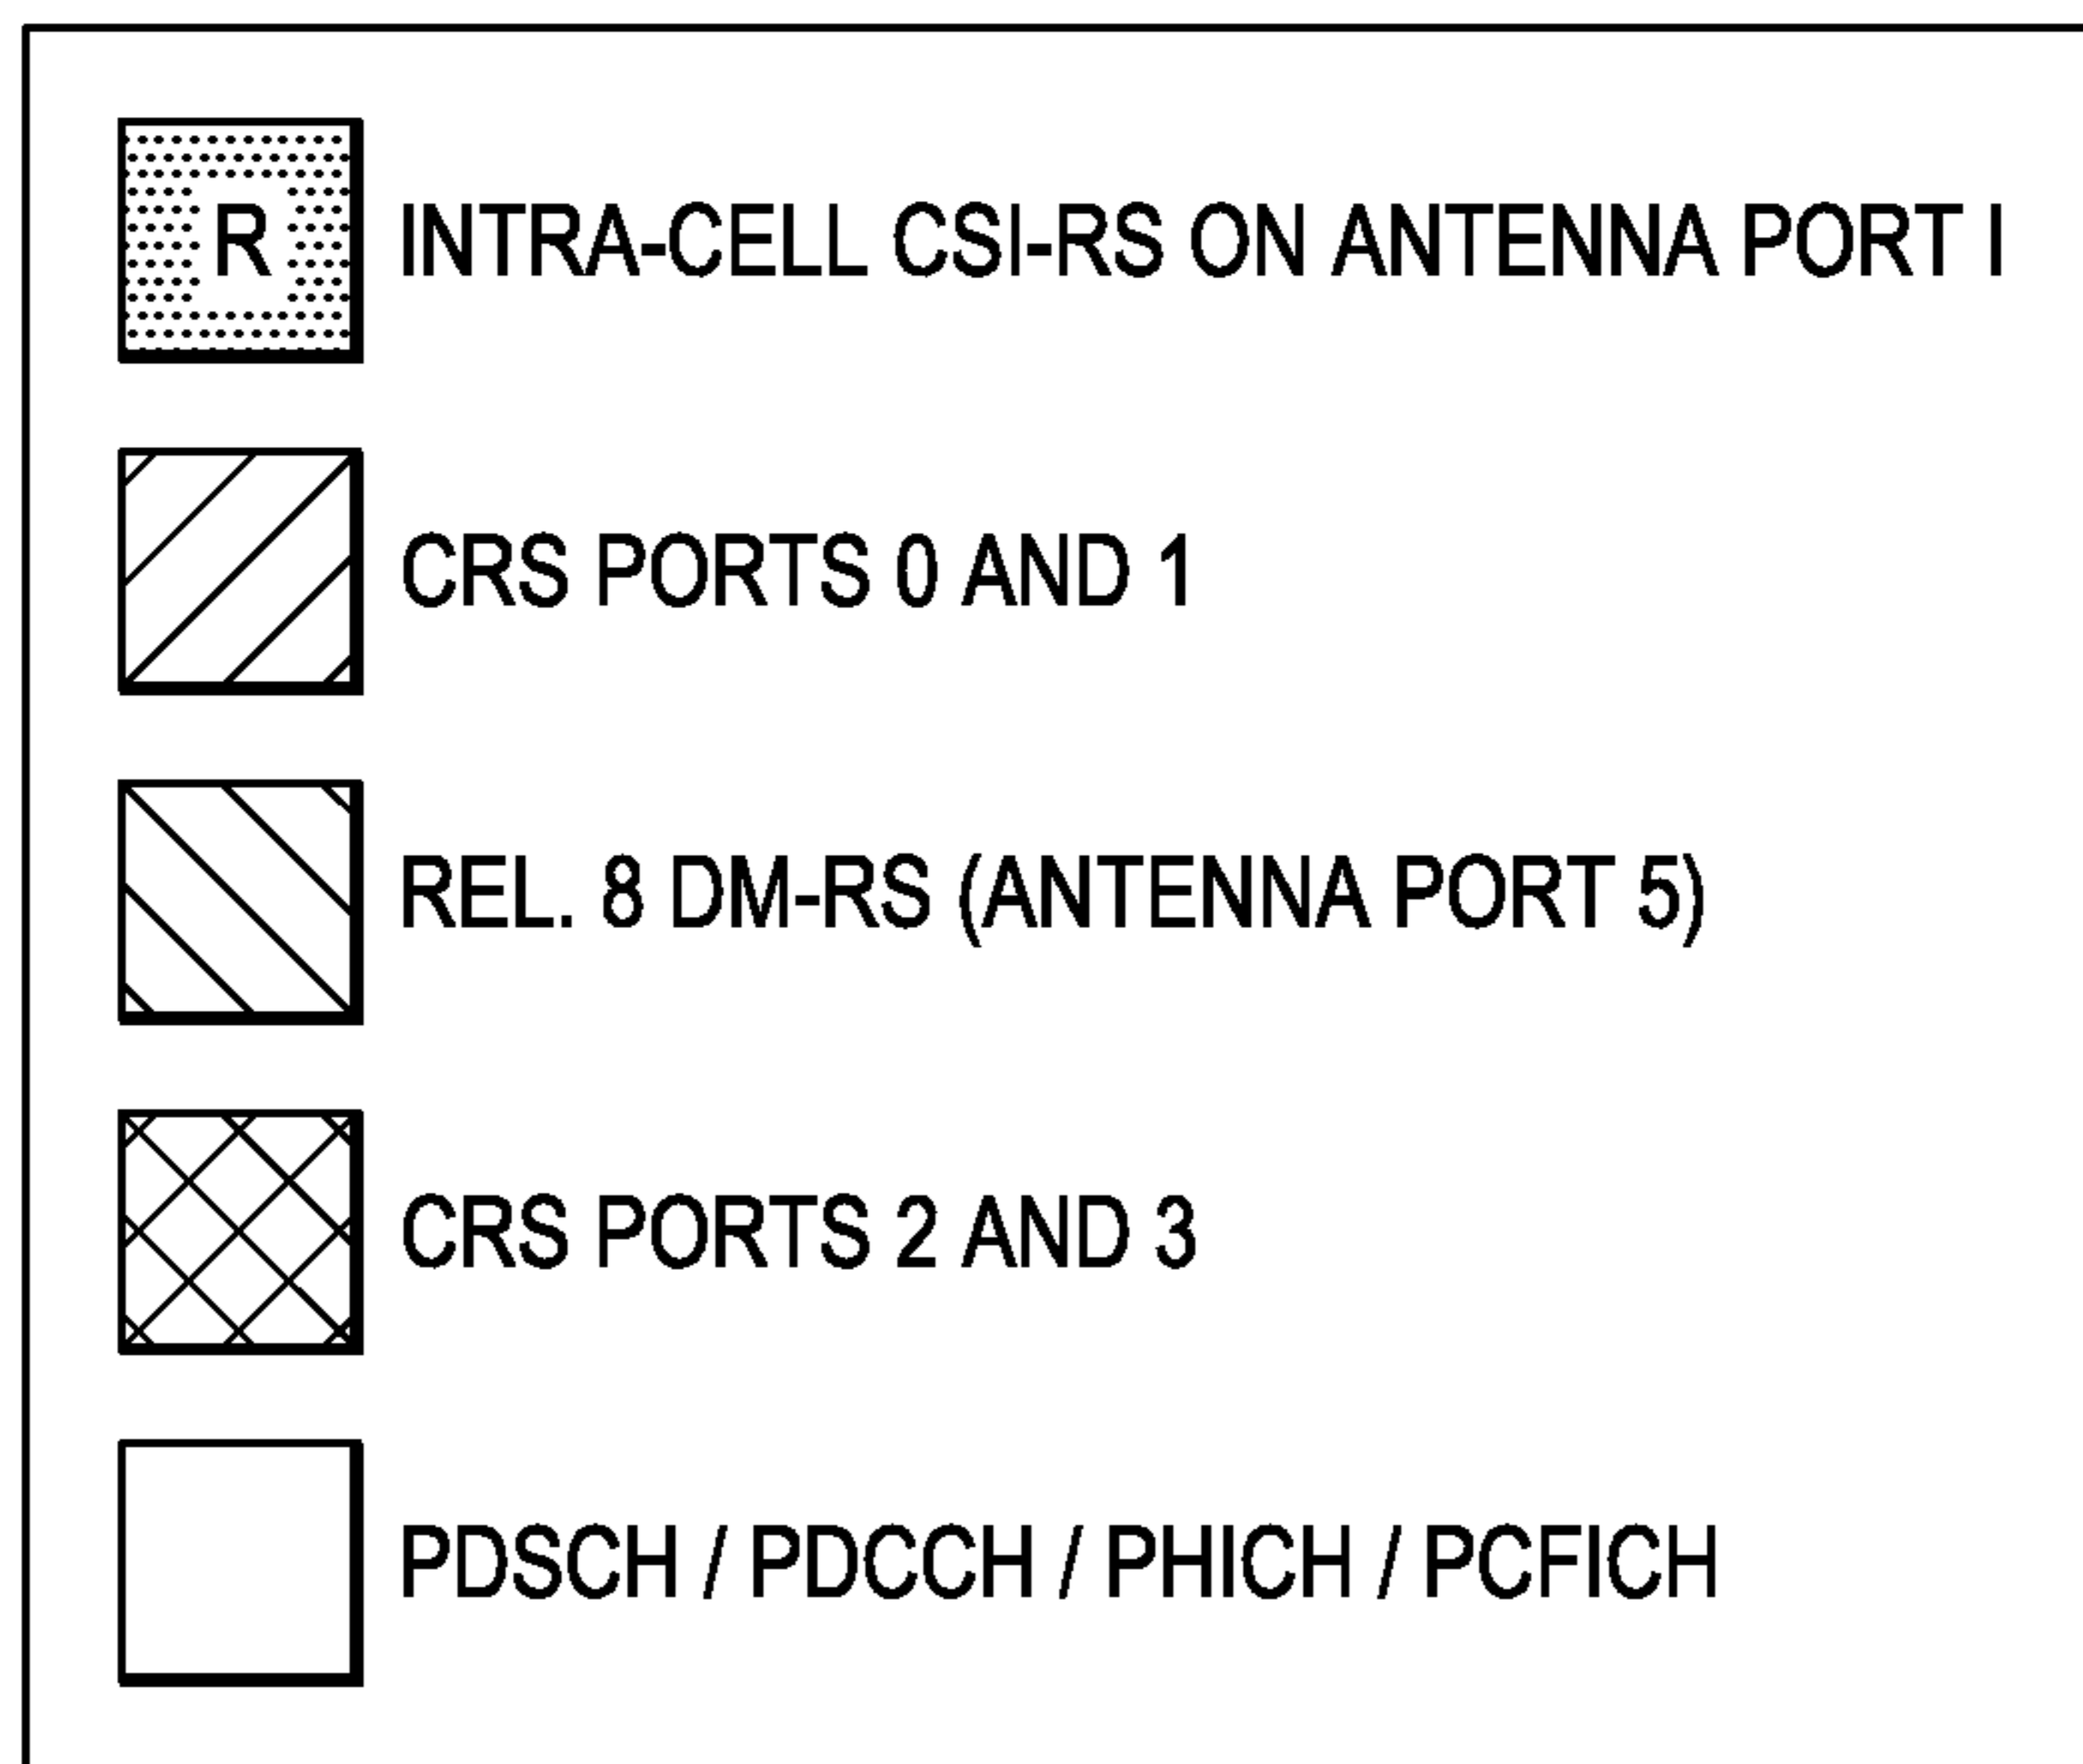 R INTRA-CELL CSI-RS ON ANTENNA PORT I
CRS PORTS 0 AND 1
REL. 8 DM-RS (ANTENNA PORT 5)
CRS PORTS 2 AND 3
PDSCH / PDCCH / PHICH / PCFICH